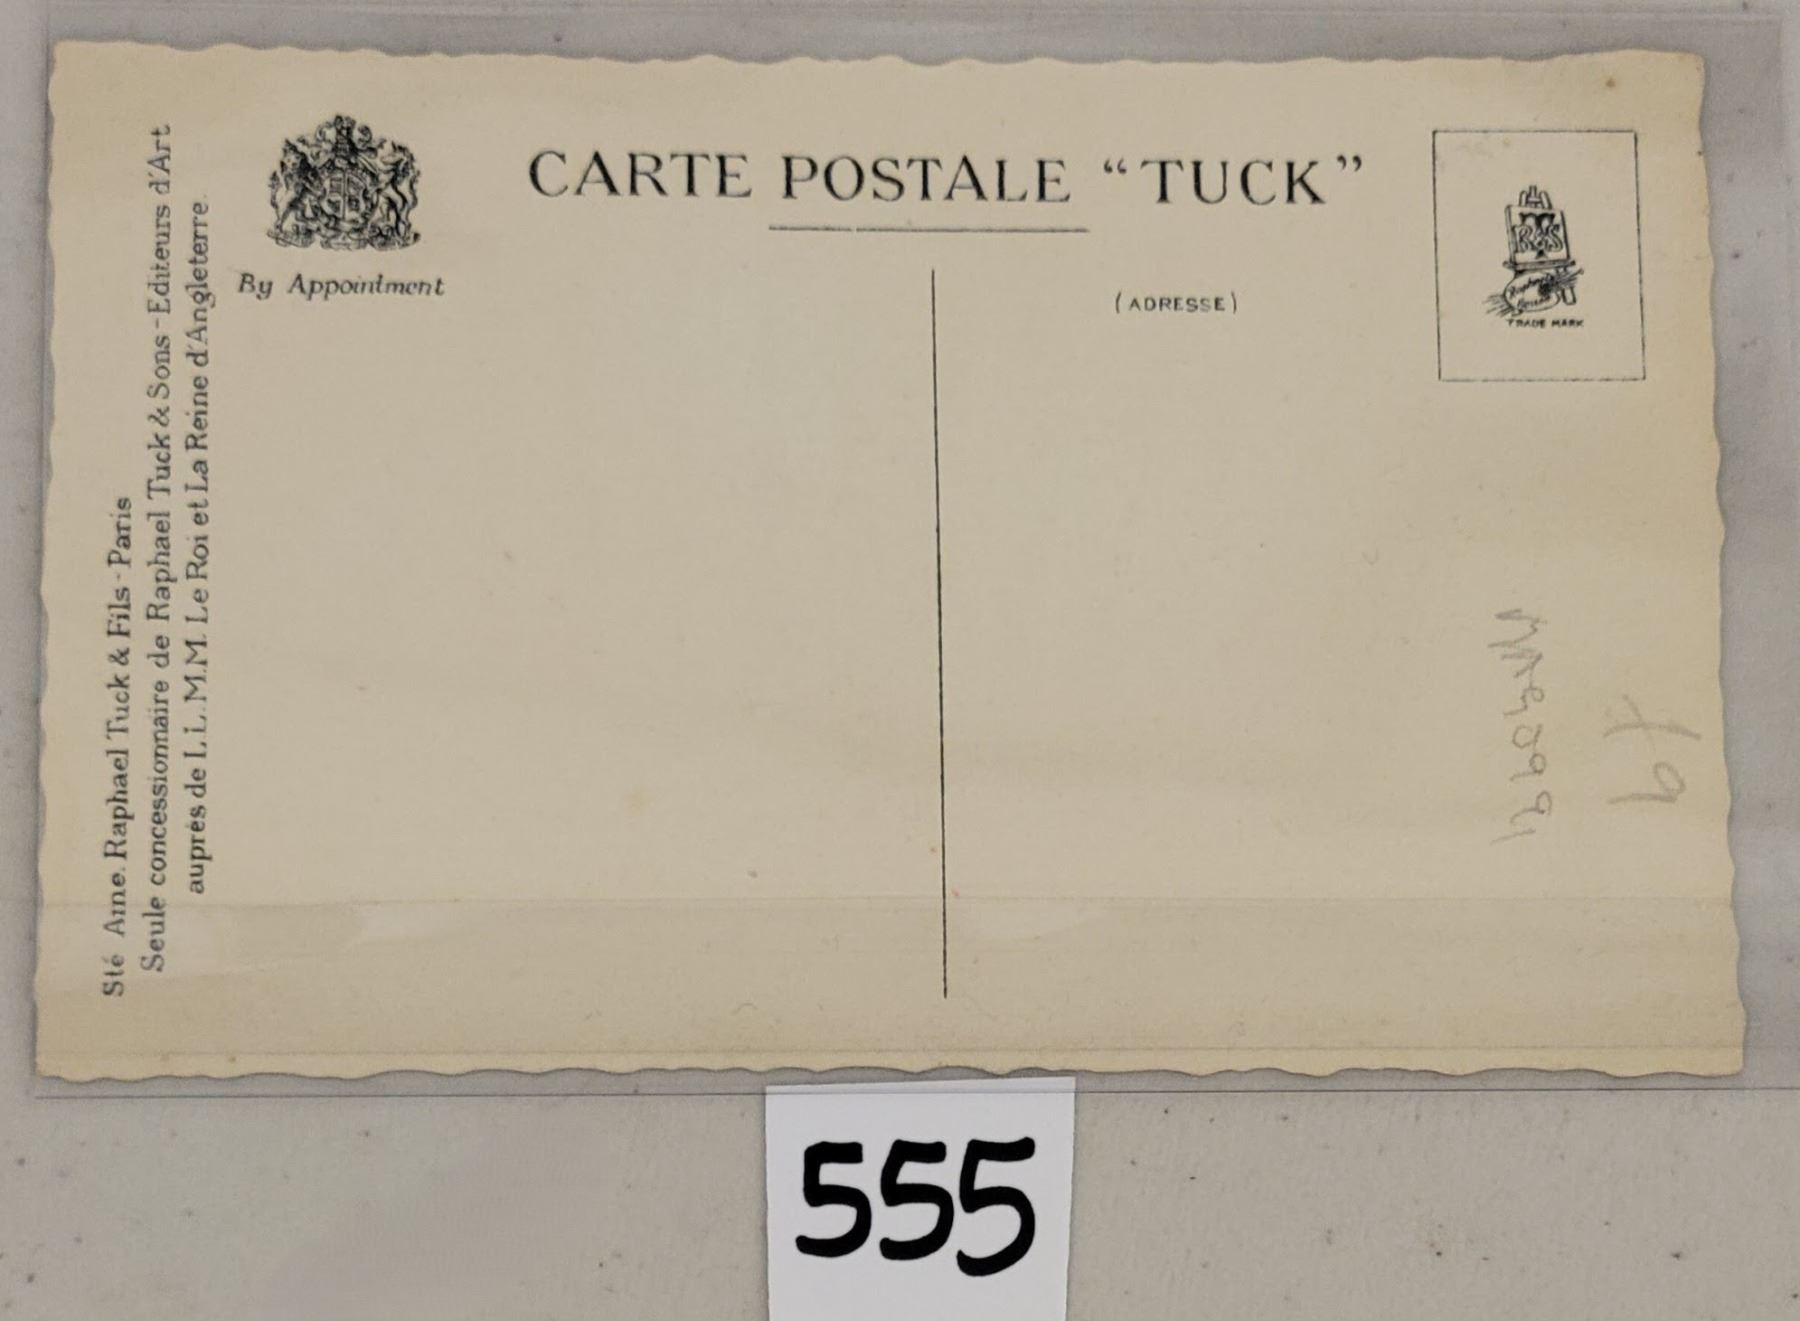 CARTE POSTALE “TUCK”
By Appointment
(ADRESSE)
R T & S
TRADE MARK
Sté Ame. Raphael Tuck & Fils - Paris
Seule concessionnaire de Raphael Tuck & Sons - Editeurs d'Art
auprès de L.L.M.M. Le Roi et La Reine d'Angleterre
555